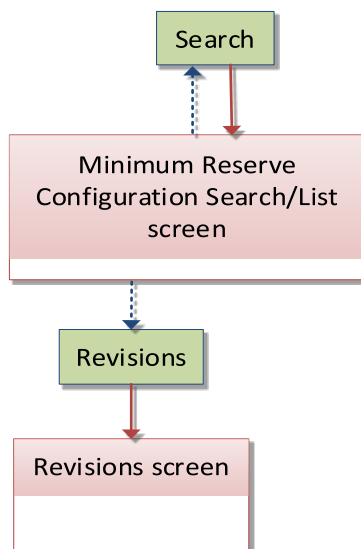 Search
Minimum Reserve
Configuration Search/List
screen
Revisions
Revisions screen